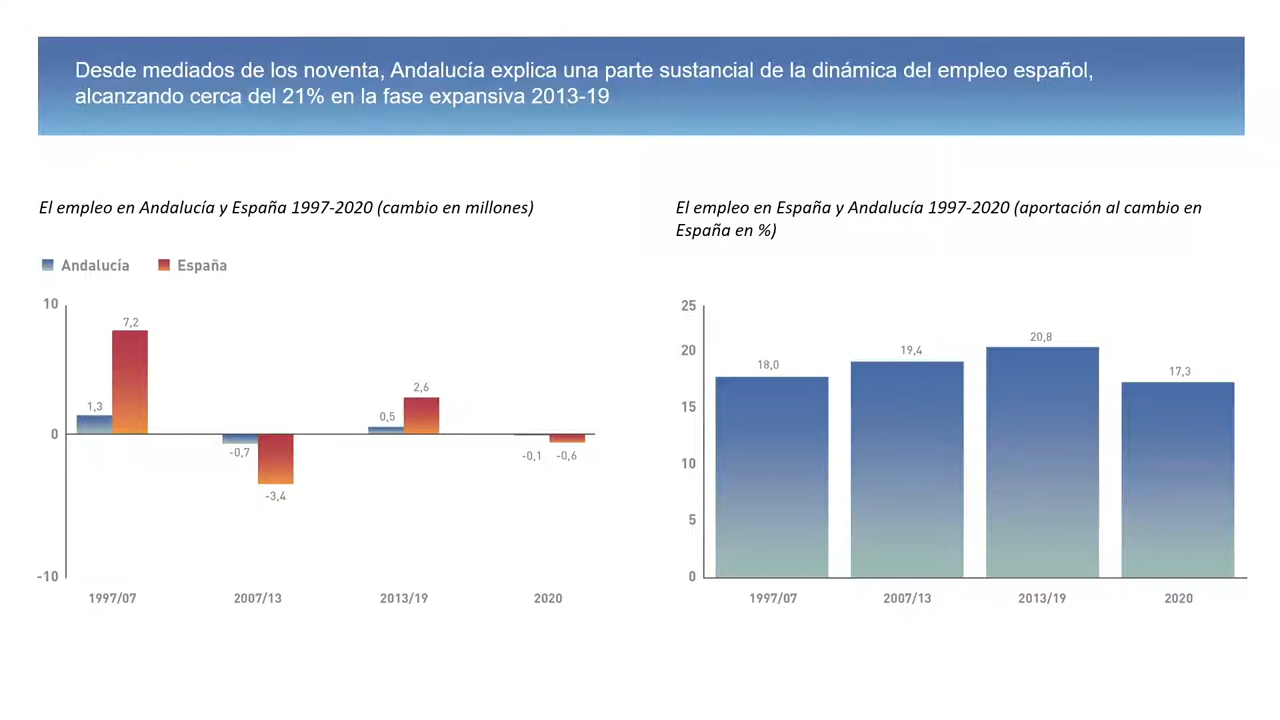 Desde mediados de los noventa, Andalucía explica una parte sustancial de la dinámica del empleo español,
alcanzando cerca del 21% en la fase expansiva 2013-19
El empleo en Andalucía y España 1997-2020 (cambio en millones)
Andalucía España
10
7,2
1,3
2,6
0,5
0
-0,7
-0,1 -0,6
-3,4
-10
1997/07 2007/13 2013/19 2020
El empleo en España y Andalucía 1997-2020 (aportación al cambio en
España en %)
25
20,8
20
19,4
18,0
17,3
15
10
5
0
1997/07 2007/13 2013/19 2020